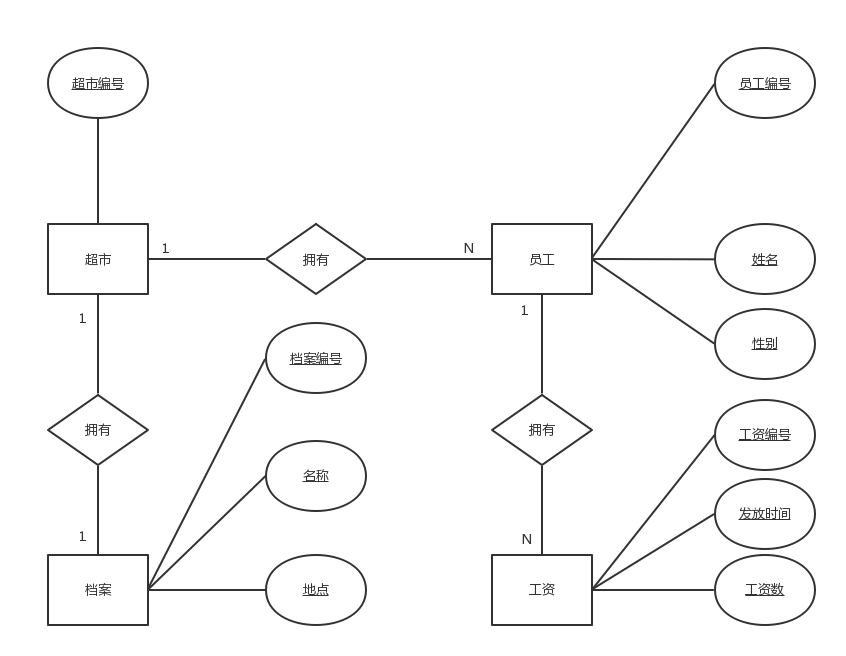 超市编号
员工编号
超市
1
拥有
N
员工
姓名
1
1
档案编号
性别
拥有
拥有
工资编号
名称
发放时间
1
N
档案
地点
工资
工资数